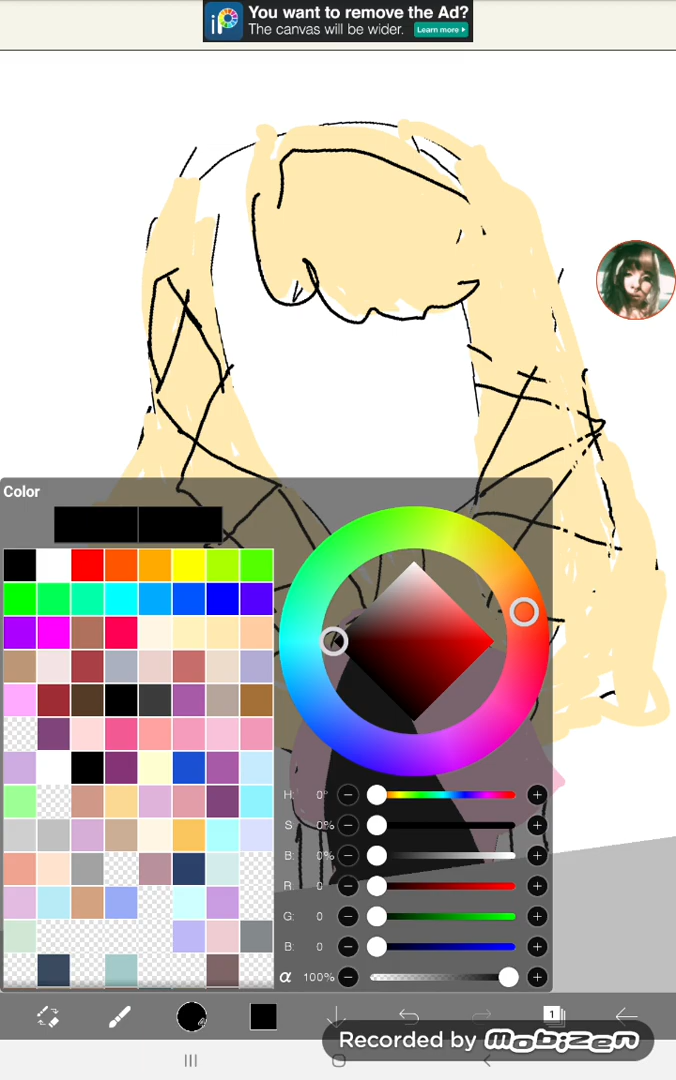 iP
You want to remove the Ad?
The canvas will be wider.
Learn more
Color
H: 0°
S: 0%
B: 0%
R: 0
G: 0
B: 0
α 100%
1
Recorded by mobizen